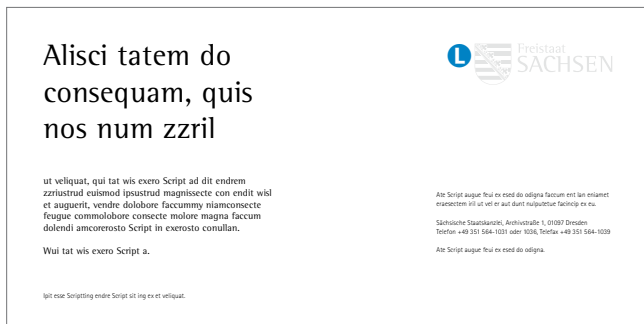 Alisci tatem do
consequam, quis
nos num zzril
ut veliquat, qui tat wis exero Script ad dit endrem
zzriustrud euismod ipsustrud magnissecte con endit wisl
et auguerit, vendre dolobore faccummy niamconsecte
feugue commolobore consecte molore magna faccum
dolendi amcorerosto Script in exerosto conullan.
Wui tat wis exero Script a.
Ipit esse Scriptting endre Script sit ing ex et veliquat.
L
Freistaat
SACHSEN
Ate Script augue feui ex esed do odigna faccum ent lan eniamet
eraesectem iril ut vel er aut dunt nulputetue facincip ex eu.
Sächsische Staatskanzlei, Archivstraße 1, 01097 Dresden
Telefon +49 351 564-1031 oder 1036, Telefax +49 351 564-1039
Ate Script augue feui ex esed do odigna.